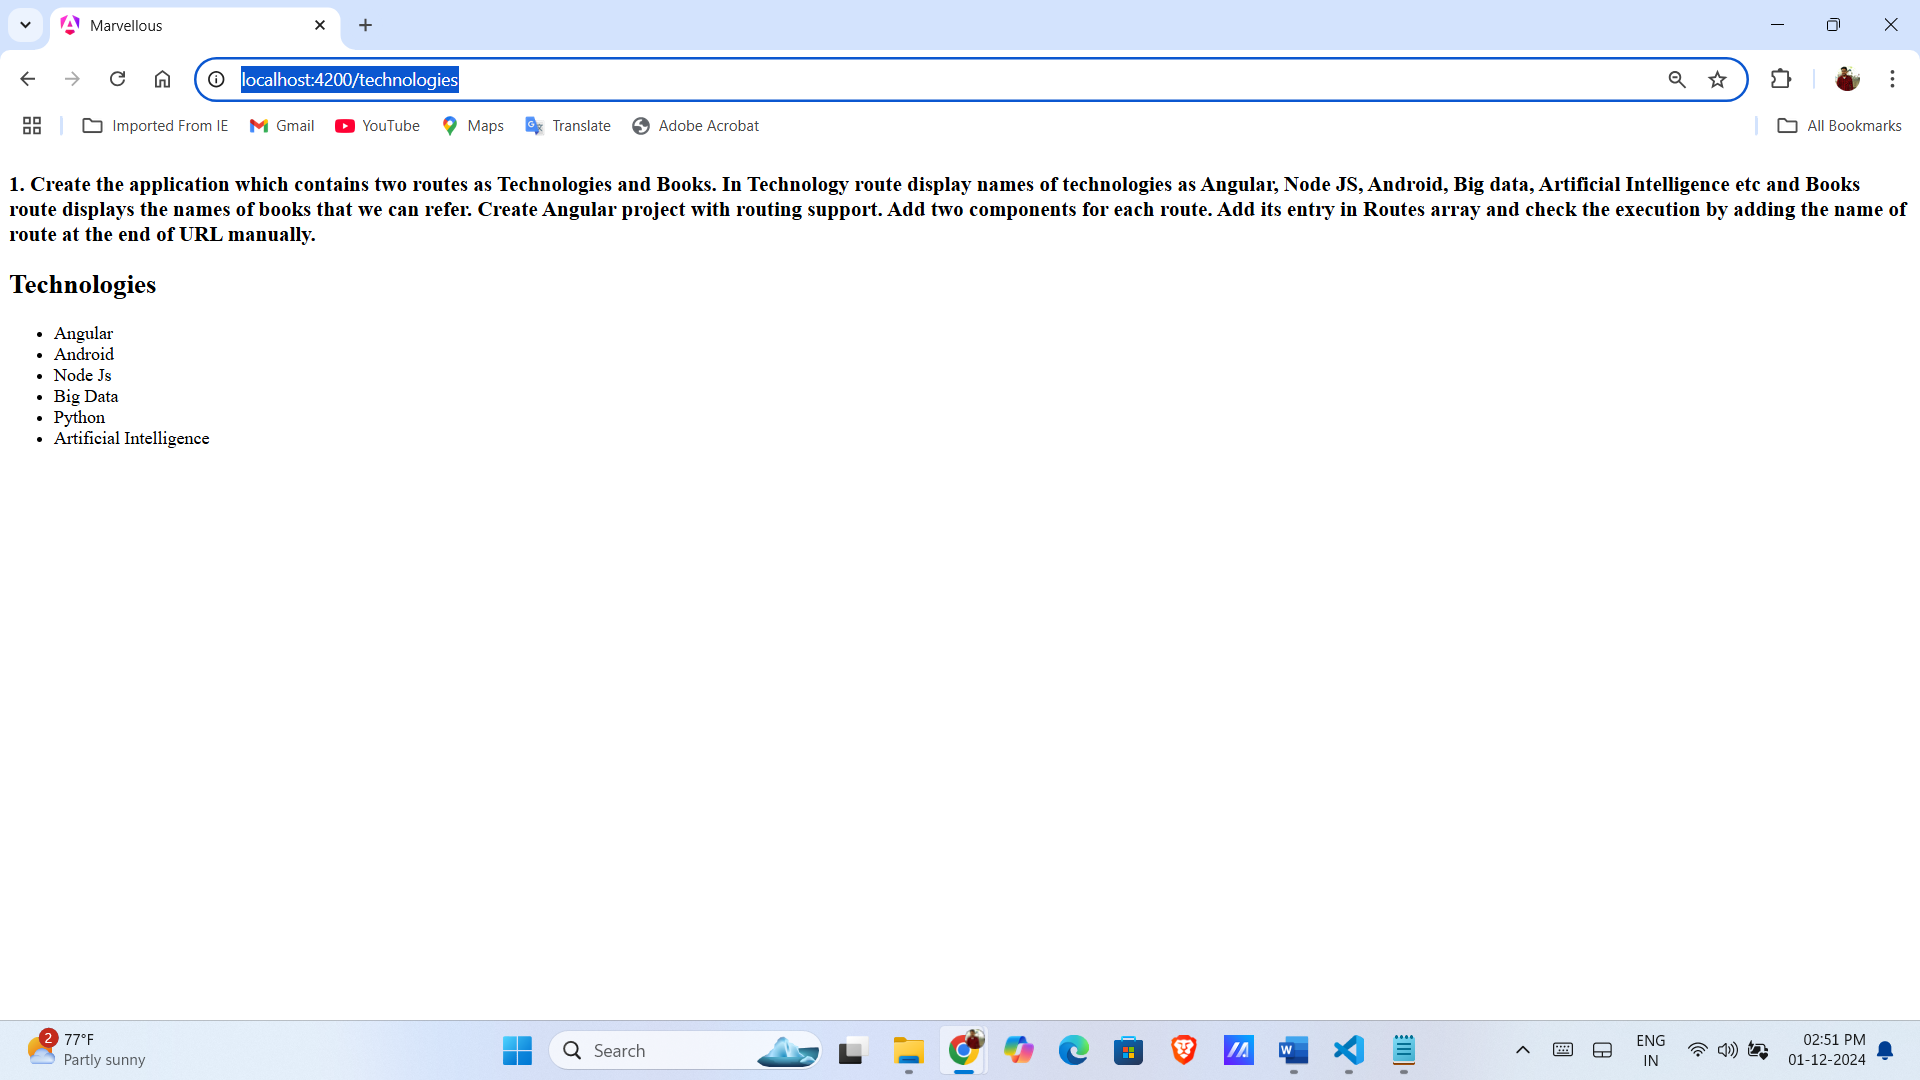 Marvellous
localhost:4200/technologies
Imported From IE Gmail YouTube Maps Translate Adobe Acrobat All Bookmarks
1. Create the application which contains two routes as Technologies and Books. In Technology route display names of technologies as Angular, Node JS, Android, Big data, Artificial Intelligence etc and Books
route displays the names of books that we can refer. Create Angular project with routing support. Add two components for each route. Add its entry in Routes array and check the execution by adding the name of
route at the end of URL manually.
Technologies
• Angular
• Android
• Node Js
• Big Data
• Python
• Artificial Intelligence
2
77°F
Partly sunny
Search
ENG
IN
02:51 PM
01-12-2024